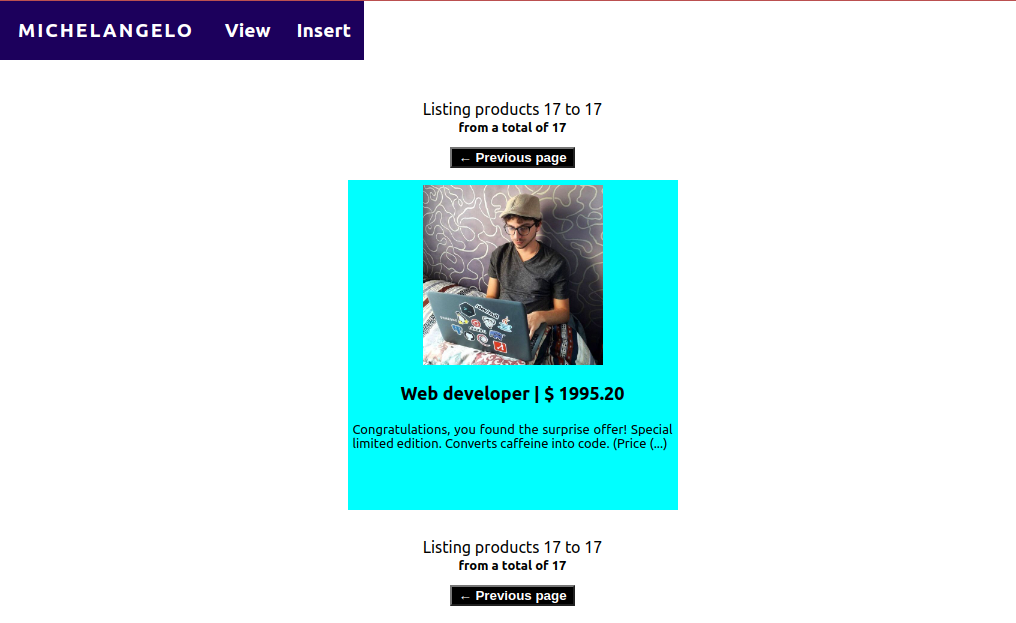 MICHELANGELO View Insert
Listing products 17 to 17
from a total of 17
← Previous page
Web developer | $ 1995.20
Congratulations, you found the surprise offer! Special
limited edition. Converts caffeine into code. (Price (...)
Listing products 17 to 17
from a total of 17
← Previous page